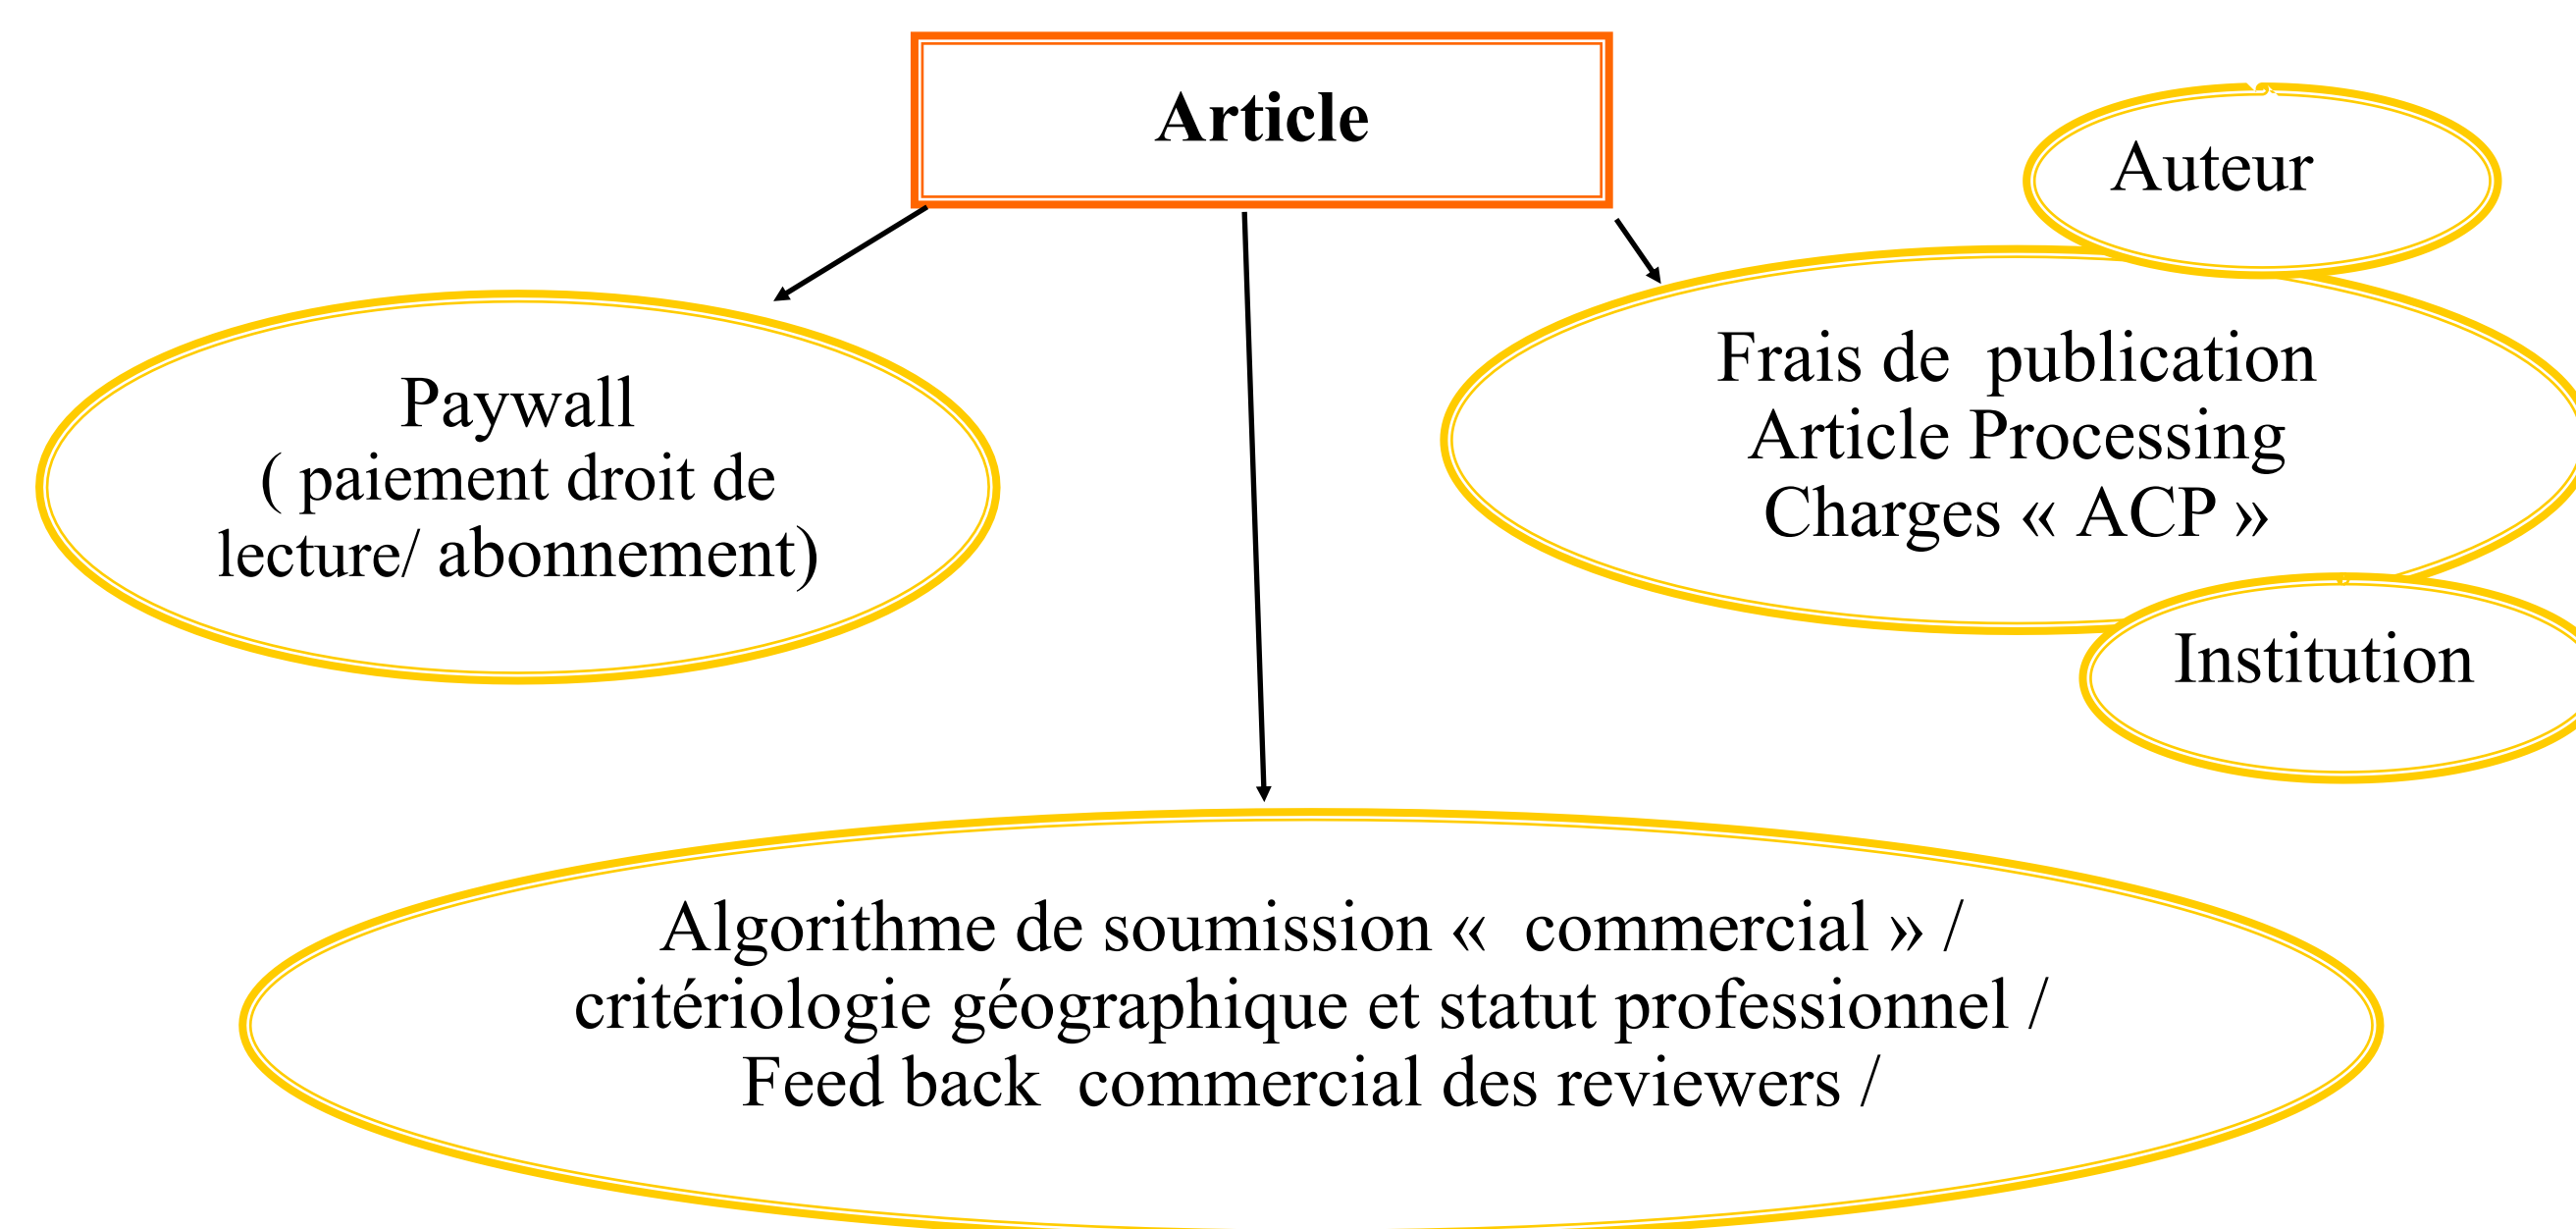 Article
Auteur
Frais de publication
Article Processing
Charges « ACP »
Institution
Paywall
( paiement droit de
lecture/ abonnement)
Algorithme de soumission « commercial » /
critériologie géographique et statut professionnel /
Feed back commercial des reviewers /